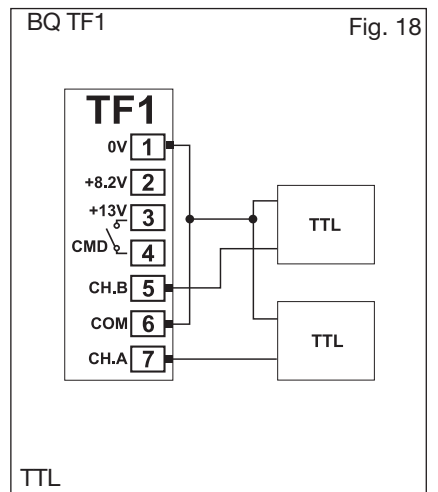 BQ TF1 Fig. 18
TF1
0V 1
+8.2V 2
+13V 3
CMD 4
CH.B 5
COM 6
CH.A 7
TTL
TTL
TTL